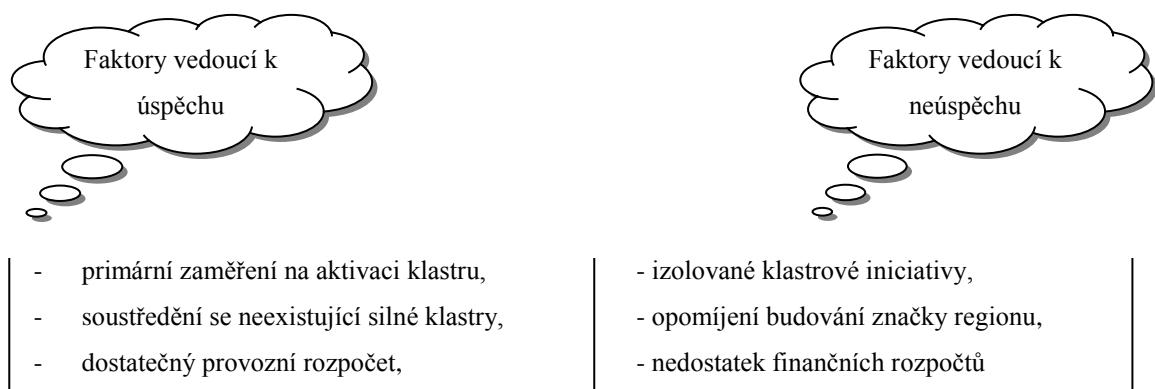 Faktory vedoucí k
úspěchu
Faktory vedoucí k
neúspěchu
- primární zaměření na aktivaci klastru,
- soustředění se neexistující silné klastry,
- dostatečný provozní rozpočet,
- izolované klastrové iniciativy,
- opomíjení budování značky regionu,
- nedostatek finančních rozpočtů